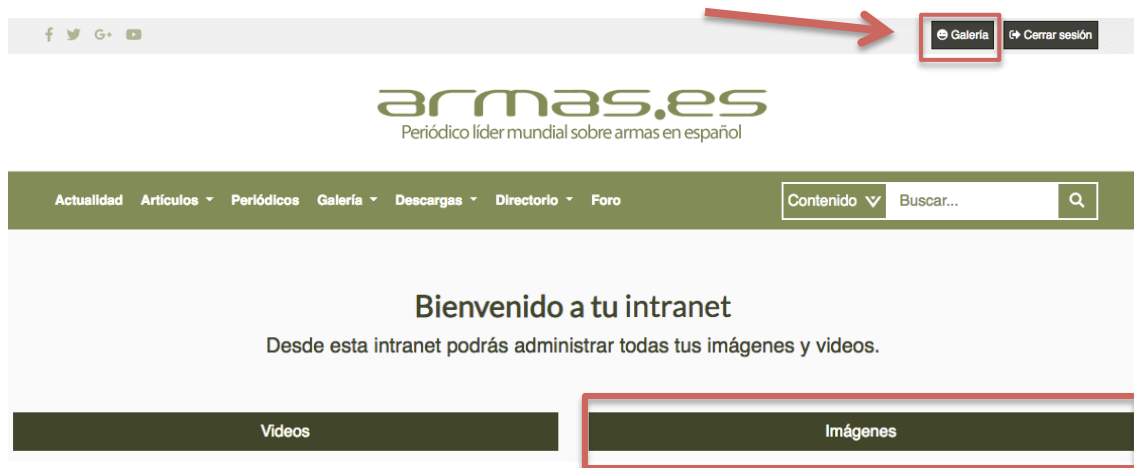 Galería
Cerrar sesión
armas.es
Periódico líder mundial sobre armas en español
Actualidad Artículos Periódicos Galería Descargas Directorio Foro
Contenido Buscar...
Bienvenido a tu intranet
Desde esta intranet podrás administrar todas tus imágenes y videos.
Videos
Imágenes